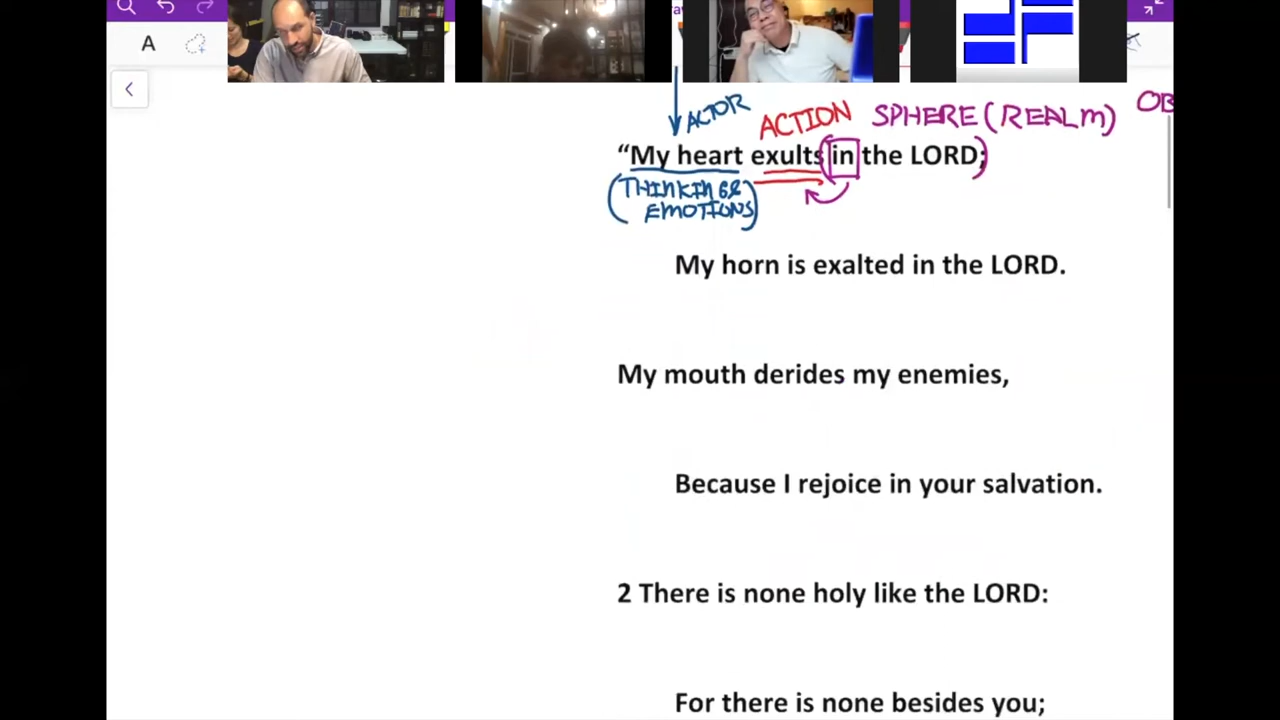 A
ACTOR ACTION SPHERE (REALM) OB
“My heart exults (in the LORD;)
(THINKING &
EMOTIONS)
My horn is exalted in the LORD.
My mouth derides my enemies,
Because I rejoice in your salvation.
2 There is none holy like the LORD:
For there is none besides you;